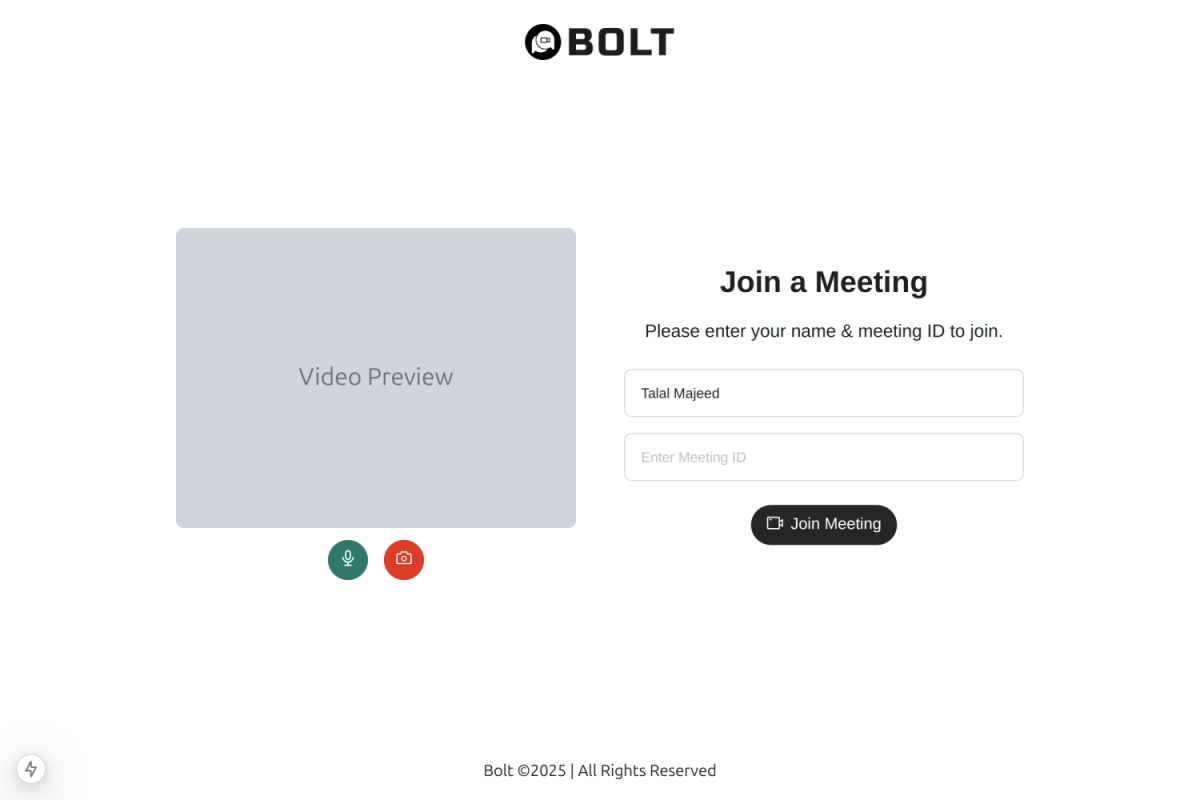 BOLT
Video Preview
Join a Meeting
Please enter your name & meeting ID to join.
Talal Majeed
Enter Meeting ID
Join Meeting
Bolt ©2025 | All Rights Reserved